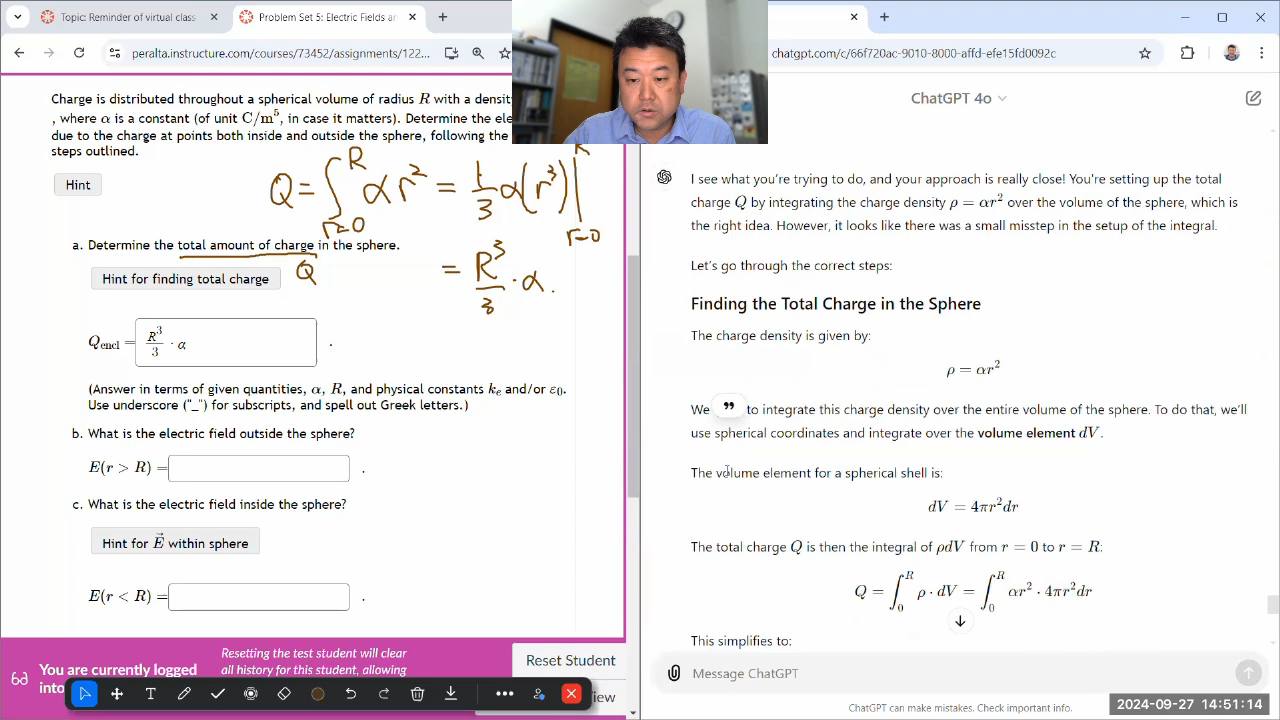 Topic: Reminder of virtual class
Problem Set 5: Electric Fields an
peralta.instructure.com/courses/73452/assignments/122...
chatgpt.com/c/66f720ac-9010-8000-affd-efe15fd0092c
Charge is distributed throughout a spherical volume of radius R with a densit
, where α is a constant (of unit C/m⁵, in case it matters). Determine the ele
due to the charge at points both inside and outside the sphere, following the
steps outlined.
Hint
Q = ∫_{r=0}^{R} αr² = 1/3 α(r³)|_{r=0}^{R}
= R³/3 · α.
a. Determine the total amount of charge in the sphere.
Q
Hint for finding total charge
Q_encl = R³/3 · α .
(Answer in terms of given quantities, α, R, and physical constants k_e and/or ε₀.
Use underscore ("_") for subscripts, and spell out Greek letters.)
b. What is the electric field outside the sphere?
E(r > R) = .
c. What is the electric field inside the sphere?
Hint for E⃗ within sphere
E(r < R) = .
You are currently logged
into
Resetting the test student will clear
all history for this student, allowing
Reset Student
View
ChatGPT 4o
I see what you're trying to do, and your approach is really close! You're setting up the total
charge Q by integrating the charge density ρ = αr² over the volume of the sphere, which is
the right idea. However, it looks like there was a small misstep in the setup of the integral.
Let's go through the correct steps:
Finding the Total Charge in the Sphere
The charge density is given by:
ρ = αr²
We to integrate this charge density over the entire volume of the sphere. To do that, we'll
use spherical coordinates and integrate over the volume element dV.
The volume element for a spherical shell is:
dV = 4πr²dr
The total charge Q is then the integral of ρdV from r = 0 to r = R:
Q = ∫₀ᴿ ρ · dV = ∫₀ᴿ αr² · 4πr²dr
This simplifies to:
Message ChatGPT
ChatGPT can make mistakes. Check important info.
2024-09-27 14:51:14